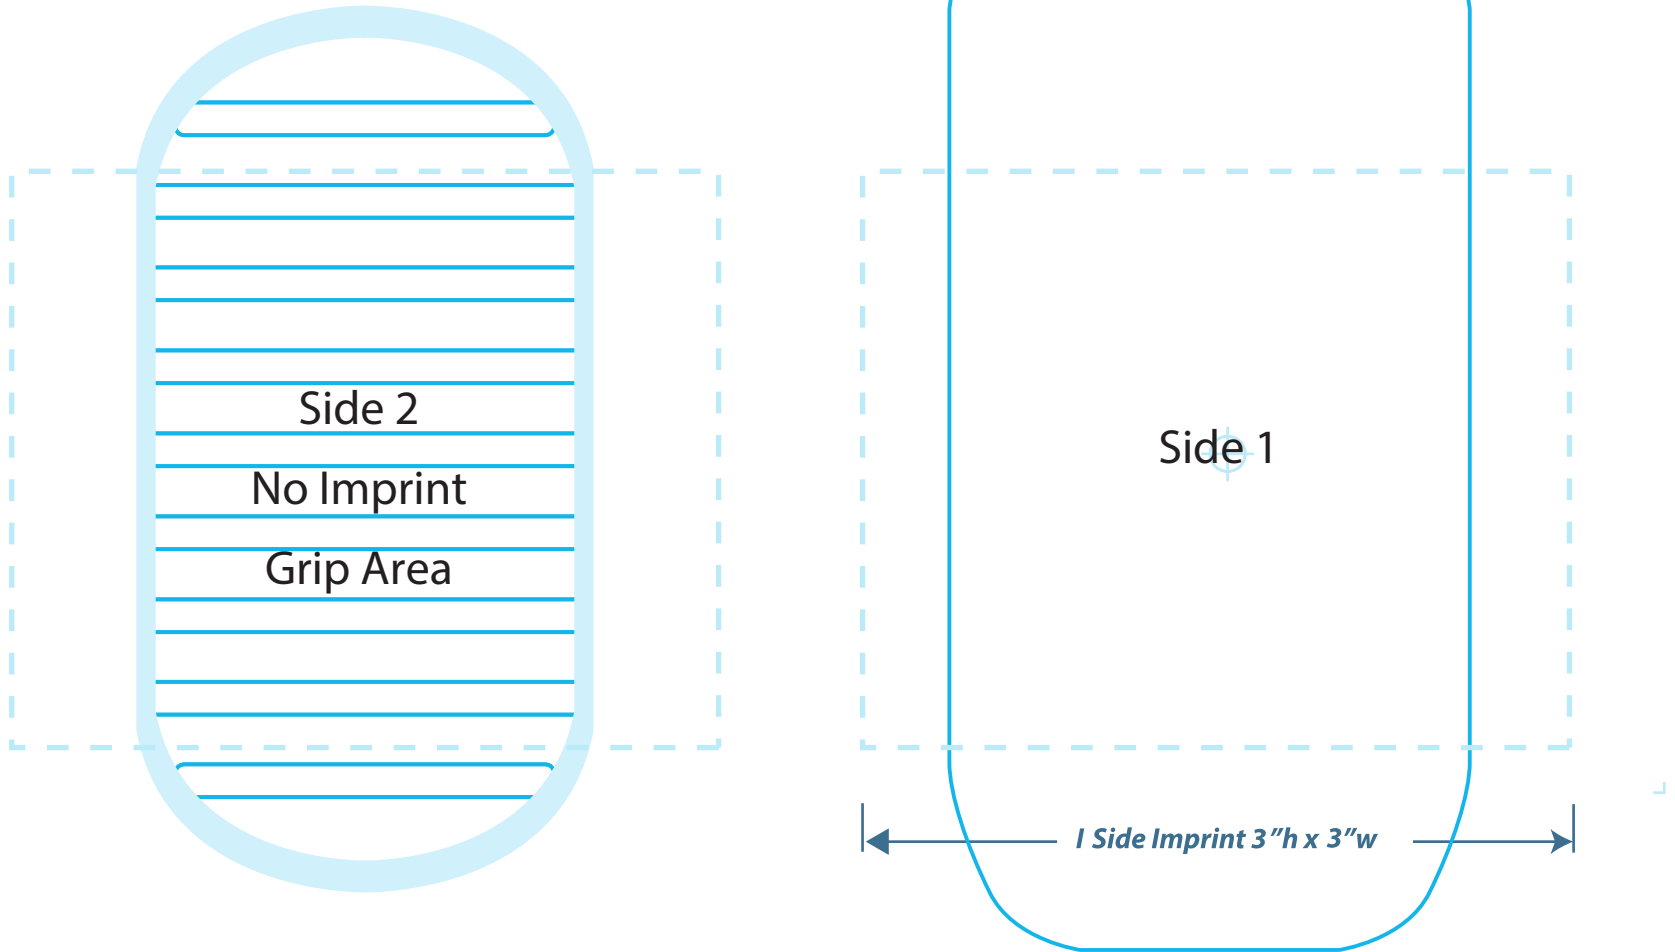 Side 2
No Imprint
Grip Area
Side 1
I Side Imprint 3"h x 3"w